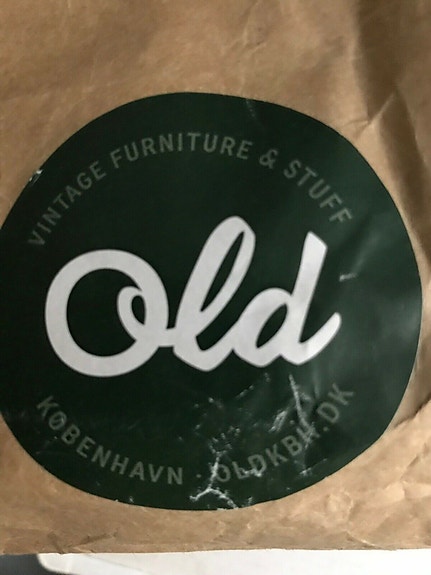 VINTAGE FURNITURE & STUFF
Old
KØBENHAVN · OLDKBH.DK